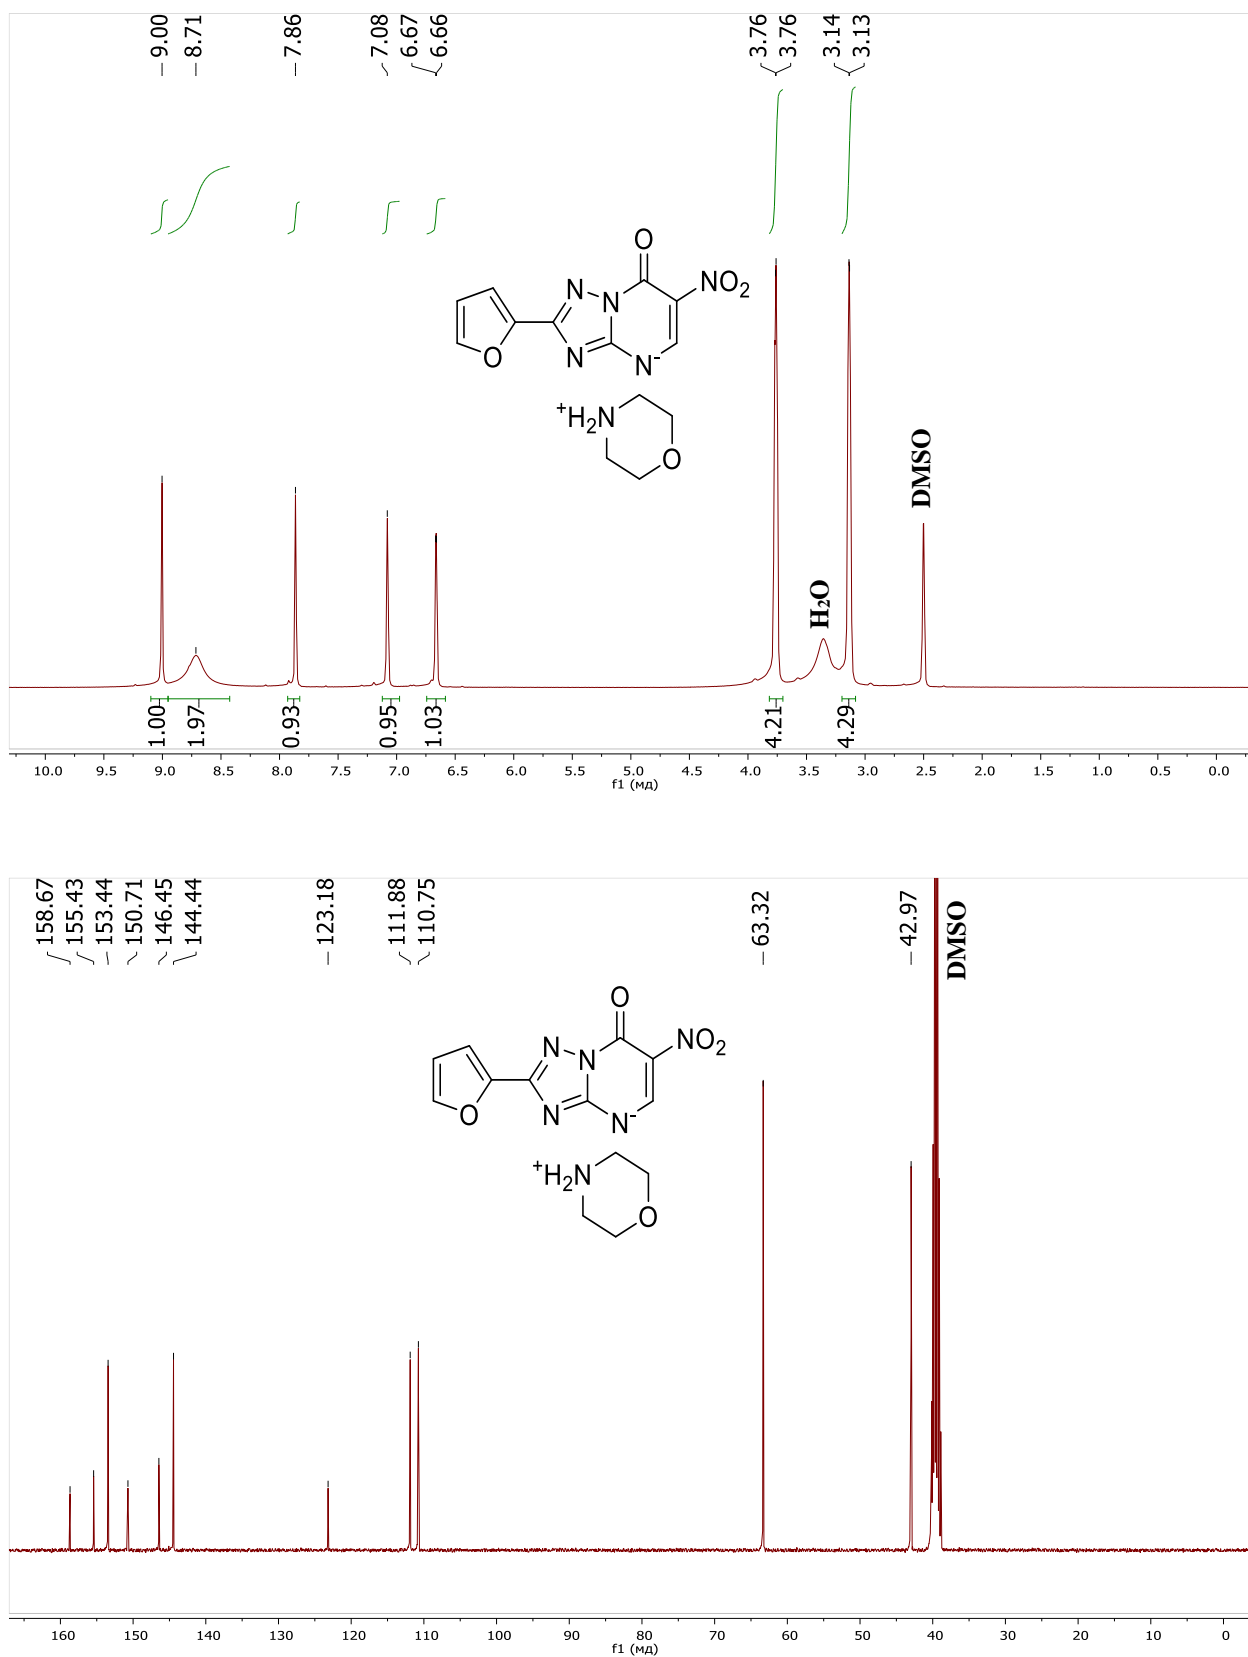 9.00
8.71
7.86
7.08
6.67
6.66
3.76
3.76
3.14
3.13
O
N
N
NO2
O
N
N-
+H2N
O
H2O
DMSO
1.00
1.97
0.93
0.95
1.03
4.21
4.29
10.0 9.0 8.5 8.0 7.5 7.0 6.5 6.0 5.5 5.0 4.5 4.0 3.5 3.0 2.5 2.0 1.5 1.0 0.5 0.0
f1 (мд)
158.67
155.43
153.44
150.71
146.45
144.44
123.18
111.88
110.75
63.32
42.97
DMSO
O
N
N
NO2
O
N
N-
+H2N
O
160 150 140 130 120 110 100 90 80 70 60 50 40 30 20 10 0
f1 (мд)